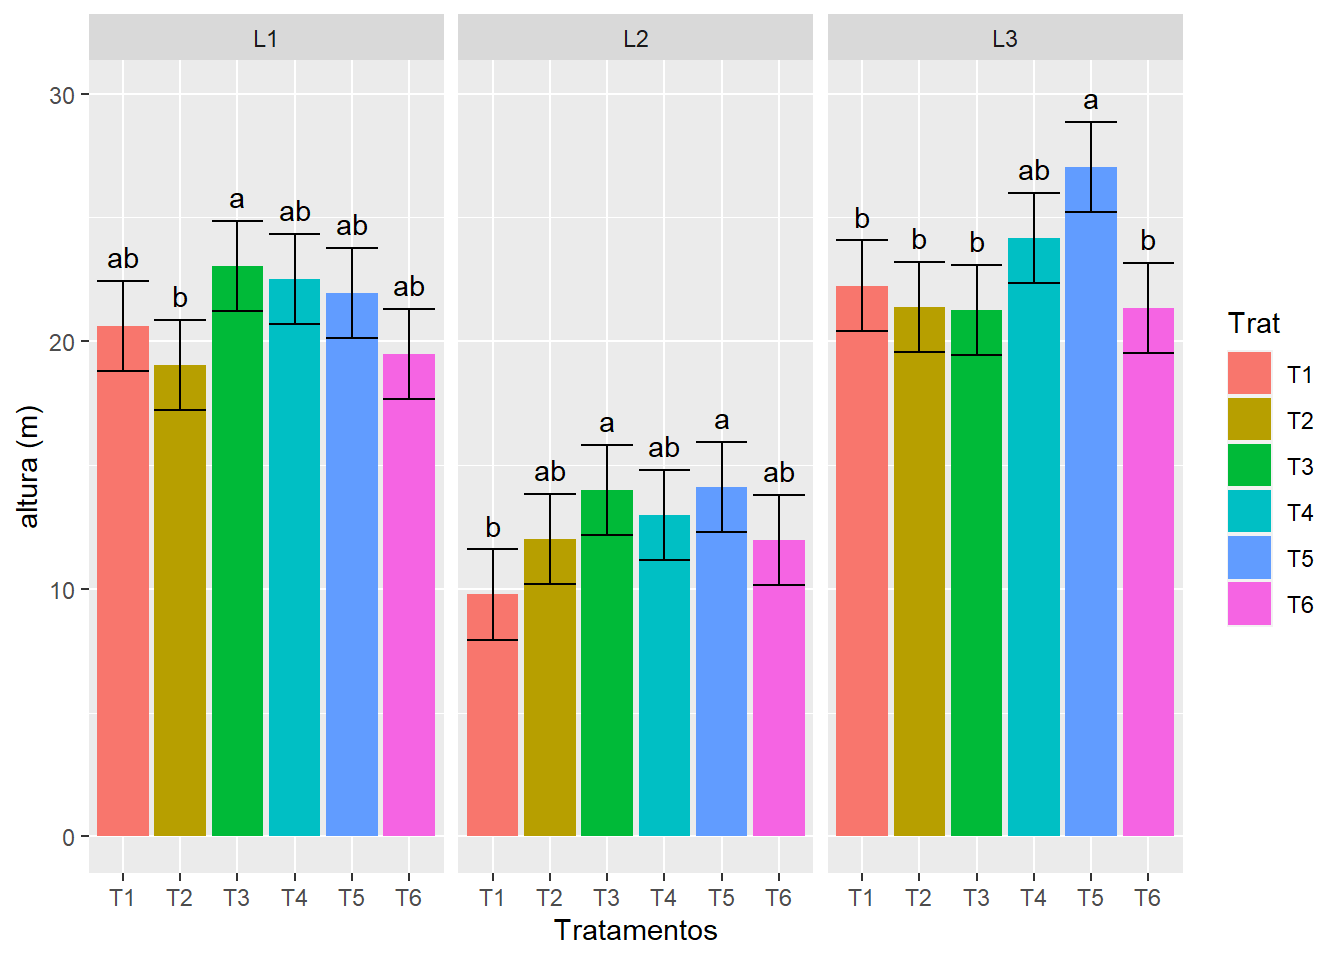 L1 L2 L3
30
20
10
0
altura (m)
ab b a ab ab ab
b ab a ab a ab
b b b ab a b
T1 T2 T3 T4 T5 T6
T1 T2 T3 T4 T5 T6
T1 T2 T3 T4 T5 T6
Tratamentos
Trat
T1
T2
T3
T4
T5
T6